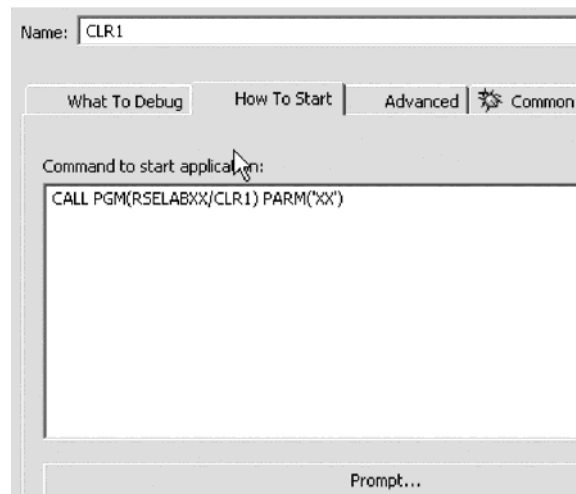 Name: CLR1
What To Debug How To Start Advanced Common
Command to start application:
CALL PGM(RSELABXX/CLR1) PARM('XX')
Prompt...